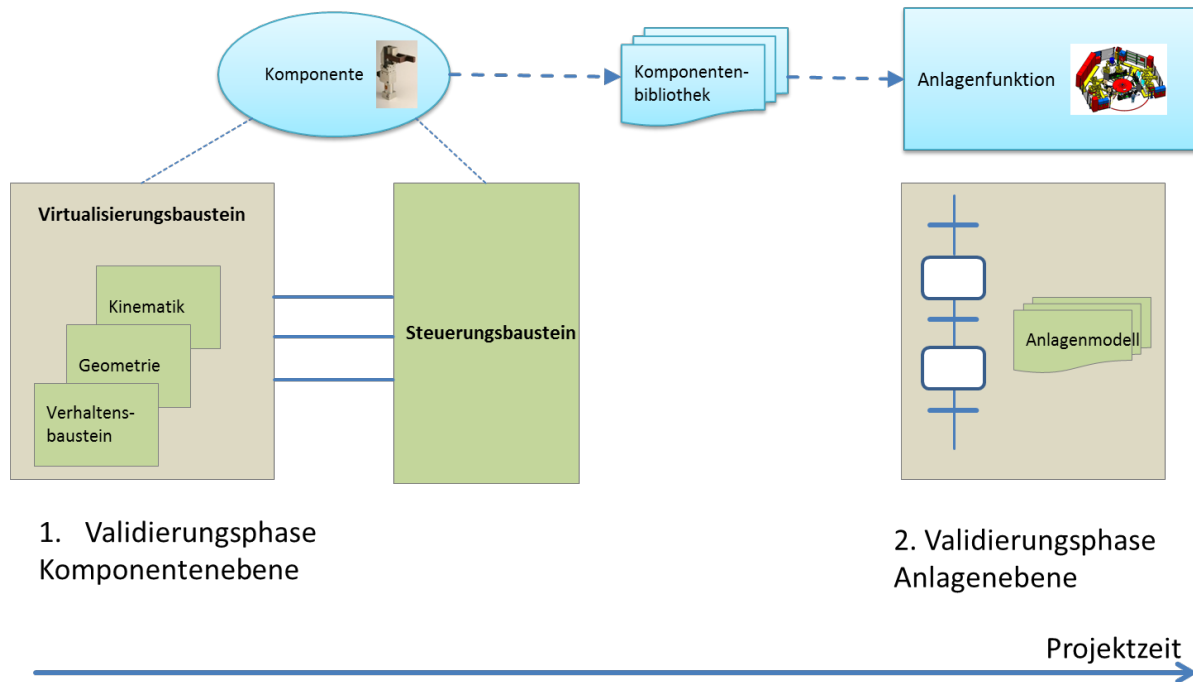 Komponente
Komponenten-
bibliothek
Anlagenfunktion
Virtualisierungsbaustein
Kinematik
Geometrie
Verhaltens-
baustein
Steuerungsbaustein
Anlagenmodell
1. Validierungsphase
Komponentenebene
2. Validierungsphase
Anlagenebene
Projektzeit